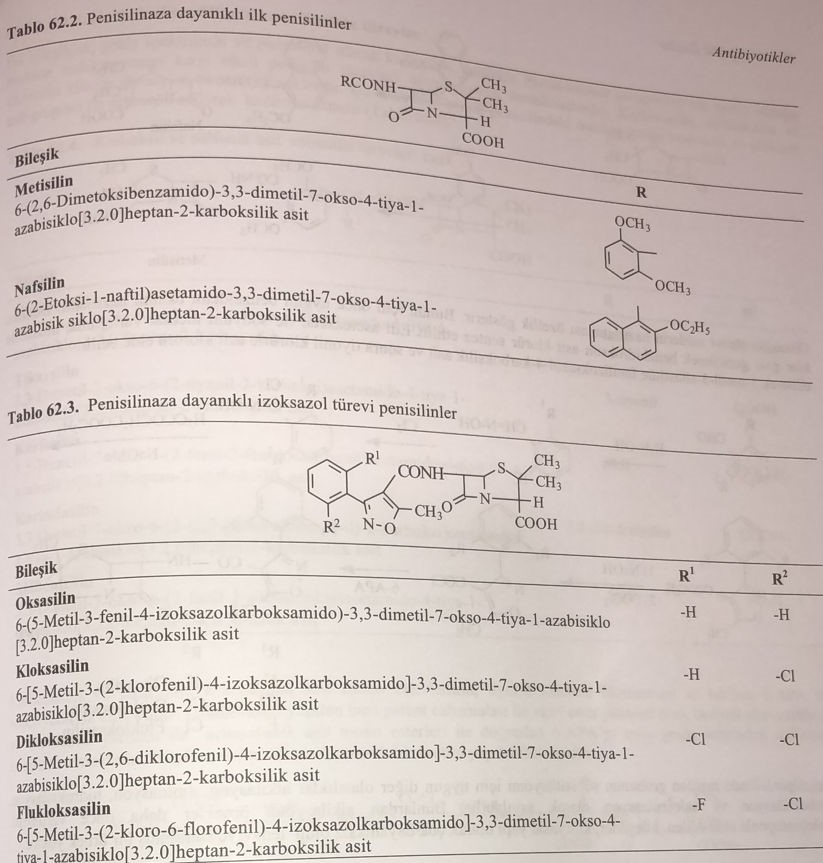 Tablo 62.2. Penisilinaza dayanıklı ilk penisilinler
Antibiyotikler
RCONH
S
CH3
CH3
O
N
H
COOH
Bileşik
R
Metisilin
6-(2,6-Dimetoksibenzamido)-3,3-dimetil-7-okso-4-tiya-1-
azabisiklo[3.2.0]heptan-2-karboksilik asit
OCH3
OCH3
Nafsilin
6-(2-Etoksi-1-naftil)asetamido-3,3-dimetil-7-okso-4-tiya-1-
azabisik siklo[3.2.0]heptan-2-karboksilik asit
OC2H5
Tablo 62.3. Penisilinaza dayanıklı izoksazol türevi penisilinler
R1
CONH
S
CH3
CH3
R2
N-O
CH3
O
N
H
COOH
Bileşik
R1
R2
Oksasilin
6-(5-Metil-3-fenil-4-izoksazolkarboksamido)-3,3-dimetil-7-okso-4-tiya-1-azabisiklo
[3.2.0]heptan-2-karboksilik asit
-H
-H
Kloksasilin
6-[5-Metil-3-(2-klorofenil)-4-izoksazolkarboksamido]-3,3-dimetil-7-okso-4-tiya-1-
azabisiklo[3.2.0]heptan-2-karboksilik asit
-H
-Cl
Dikloksasilin
6-[5-Metil-3-(2,6-diklorofenil)-4-izoksazolkarboksamido]-3,3-dimetil-7-okso-4-tiya-1-
azabisiklo[3.2.0]heptan-2-karboksilik asit
-Cl
-Cl
Flukloksasilin
6-[5-Metil-3-(2-kloro-6-florofenil)-4-izoksazolkarboksamido]-3,3-dimetil-7-okso-4-
tiya-1-azabisiklo[3.2.0]heptan-2-karboksilik asit
-F
-Cl